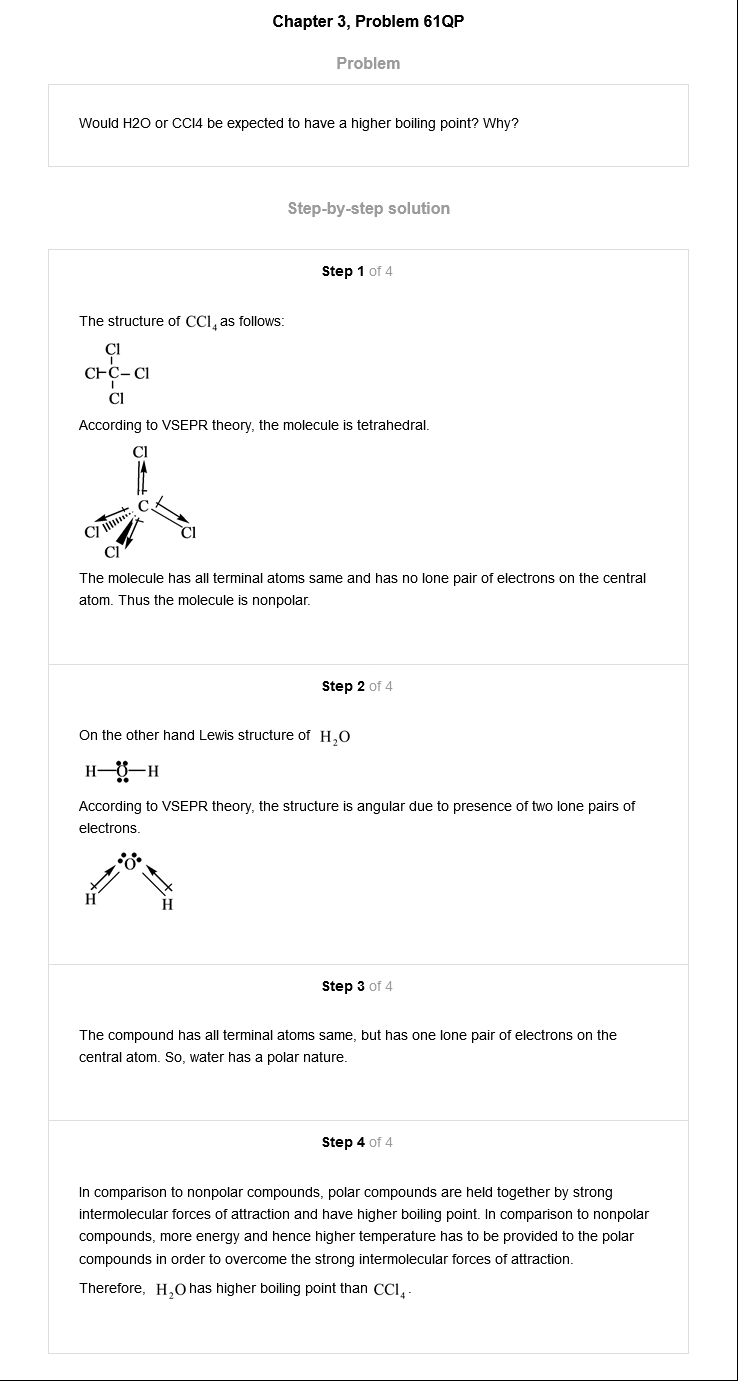 Chapter 3, Problem 61QP
Problem
Would H2O or CCl4 be expected to have a higher boiling point? Why?
Step-by-step solution
Step 1 of 4
The structure of CCl₄ as follows:
Cl
Cl–C–Cl
Cl
According to VSEPR theory, the molecule is tetrahedral.
Cl
C
Cl Cl
Cl
The molecule has all terminal atoms same and has no lone pair of electrons on the central
atom. Thus the molecule is nonpolar.
Step 2 of 4
On the other hand Lewis structure of H₂O
H—O—H
According to VSEPR theory, the structure is angular due to presence of two lone pairs of
electrons.
O
H H
Step 3 of 4
The compound has all terminal atoms same, but has one lone pair of electrons on the
central atom. So, water has a polar nature.
Step 4 of 4
In comparison to nonpolar compounds, polar compounds are held together by strong
intermolecular forces of attraction and have higher boiling point. In comparison to nonpolar
compounds, more energy and hence higher temperature has to be provided to the polar
compounds in order to overcome the strong intermolecular forces of attraction.
Therefore, H₂O has higher boiling point than CCl₄.